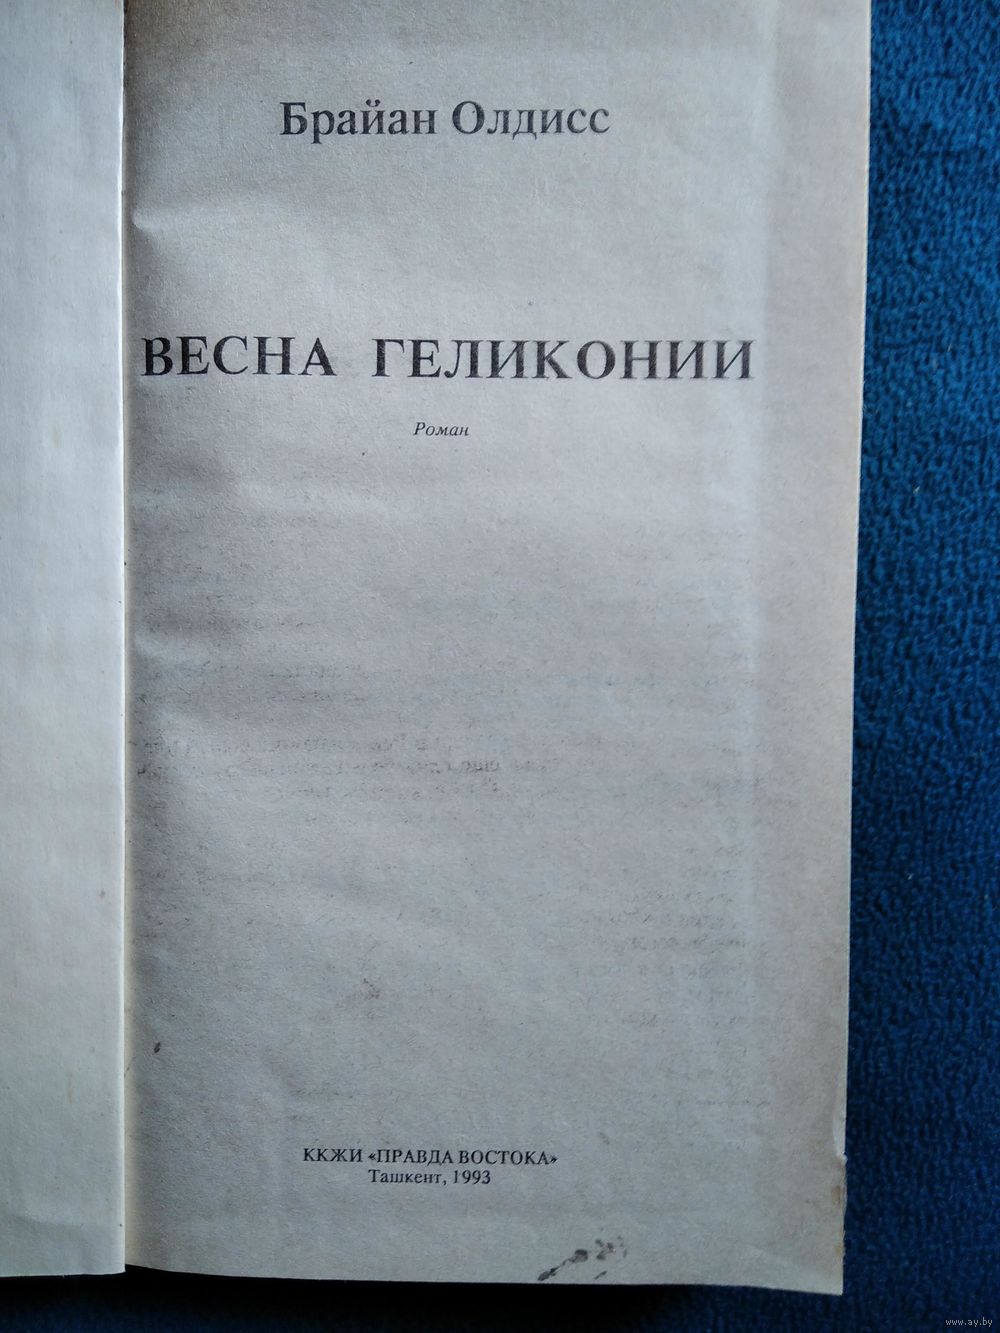 Брайан Олдисс
ВЕСНА ГЕЛИКОНИИ
Роман
ККЖИ «ПРАВДА ВОСТОКА»
Ташкент, 1993
www.ay.by